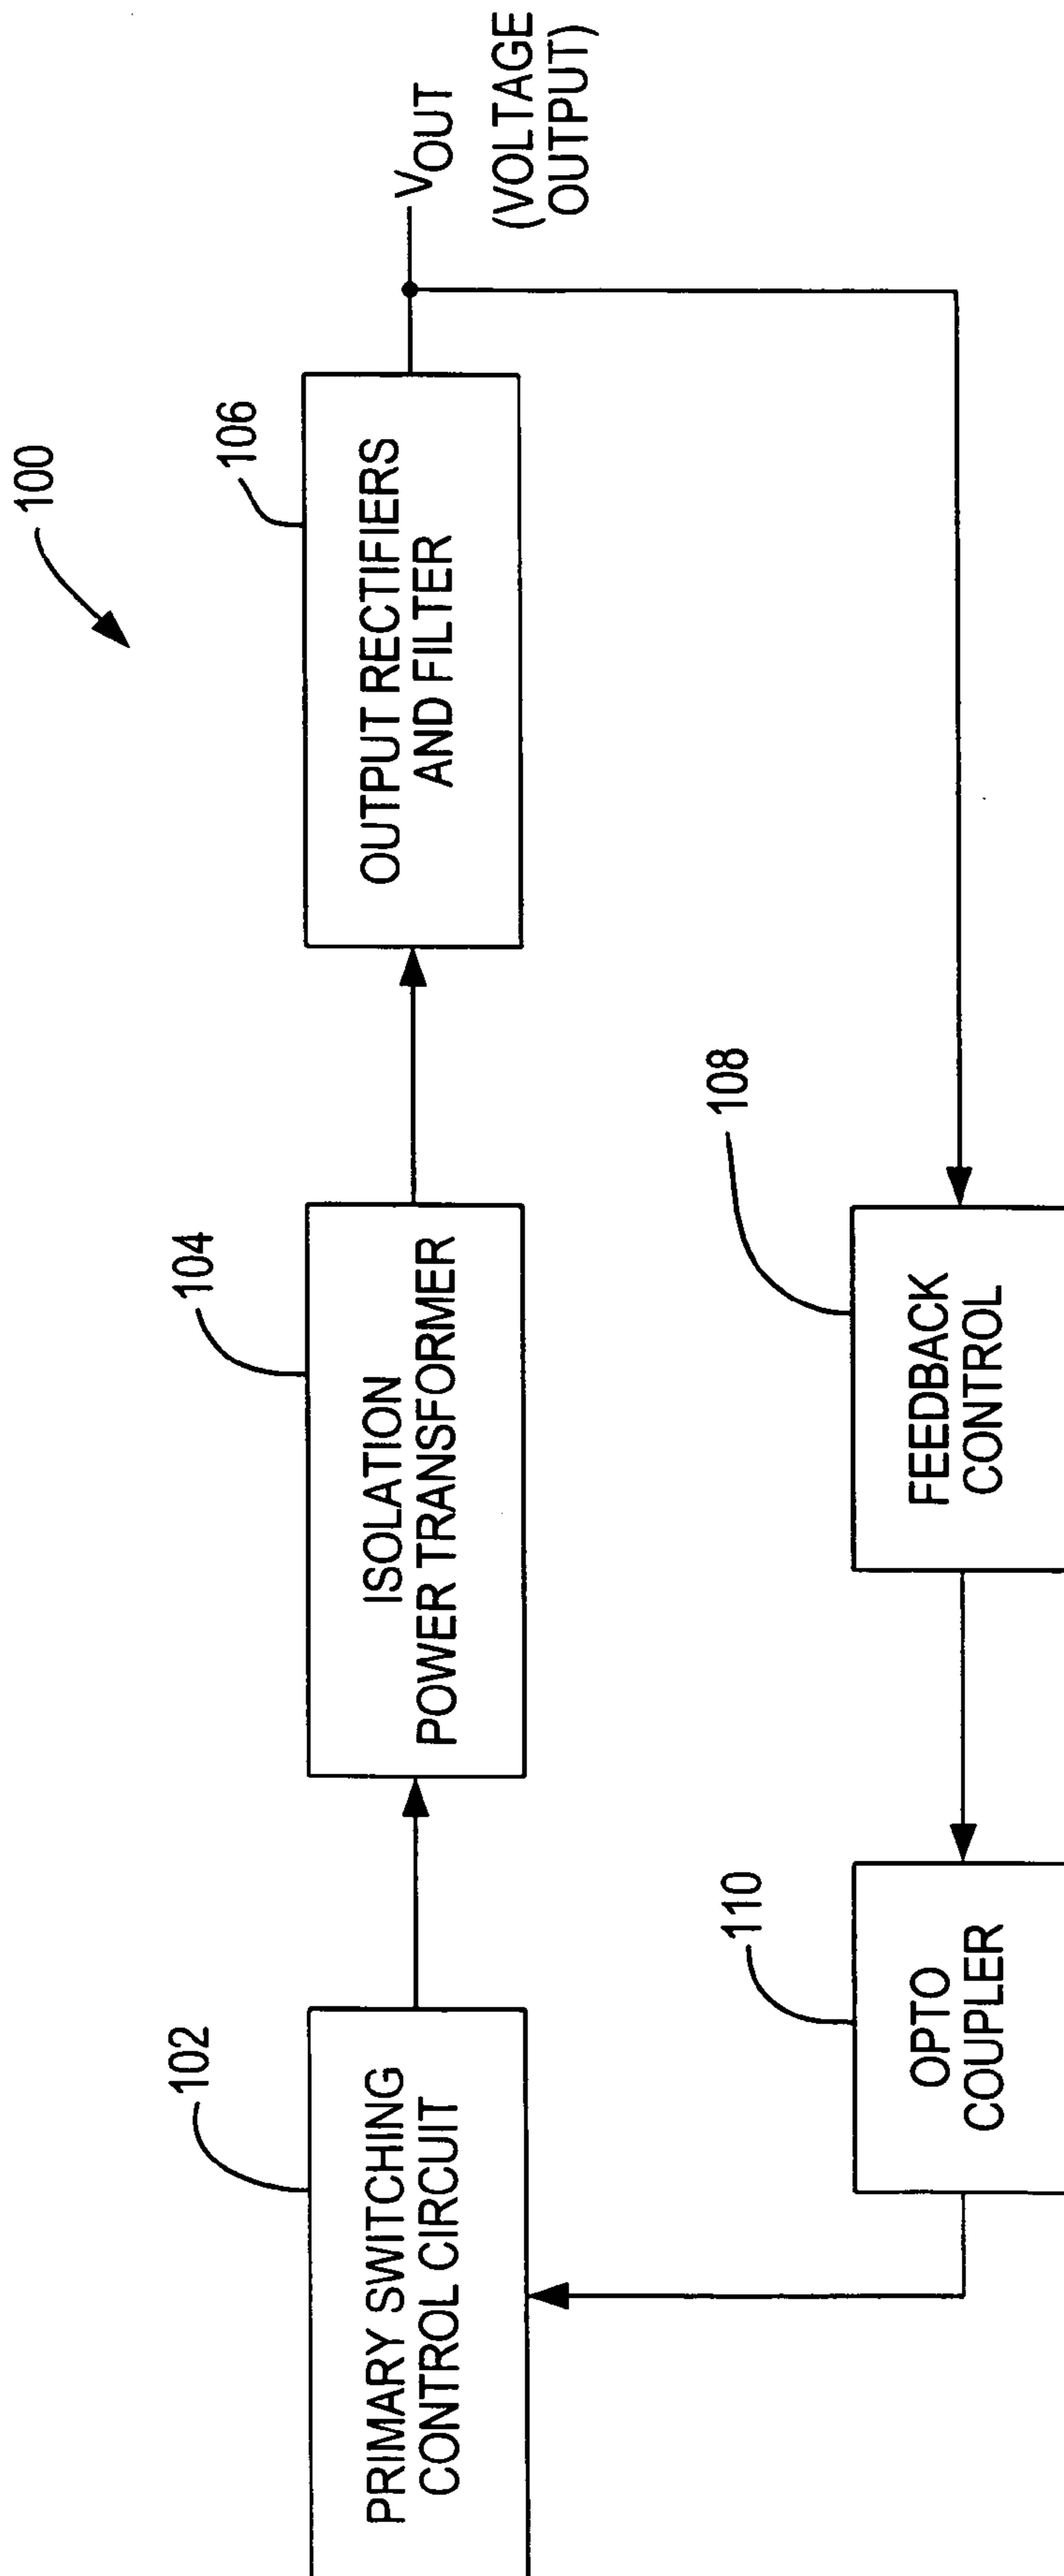 100
102
PRIMARY SWITCHING
CONTROL CIRCUIT
104
ISOLATION
POWER TRANSFORMER
106
OUTPUT RECTIFIERS
AND FILTER
VOUT
(VOLTAGE
OUTPUT)
110
OPTO
COUPLER
108
FEEDBACK
CONTROL